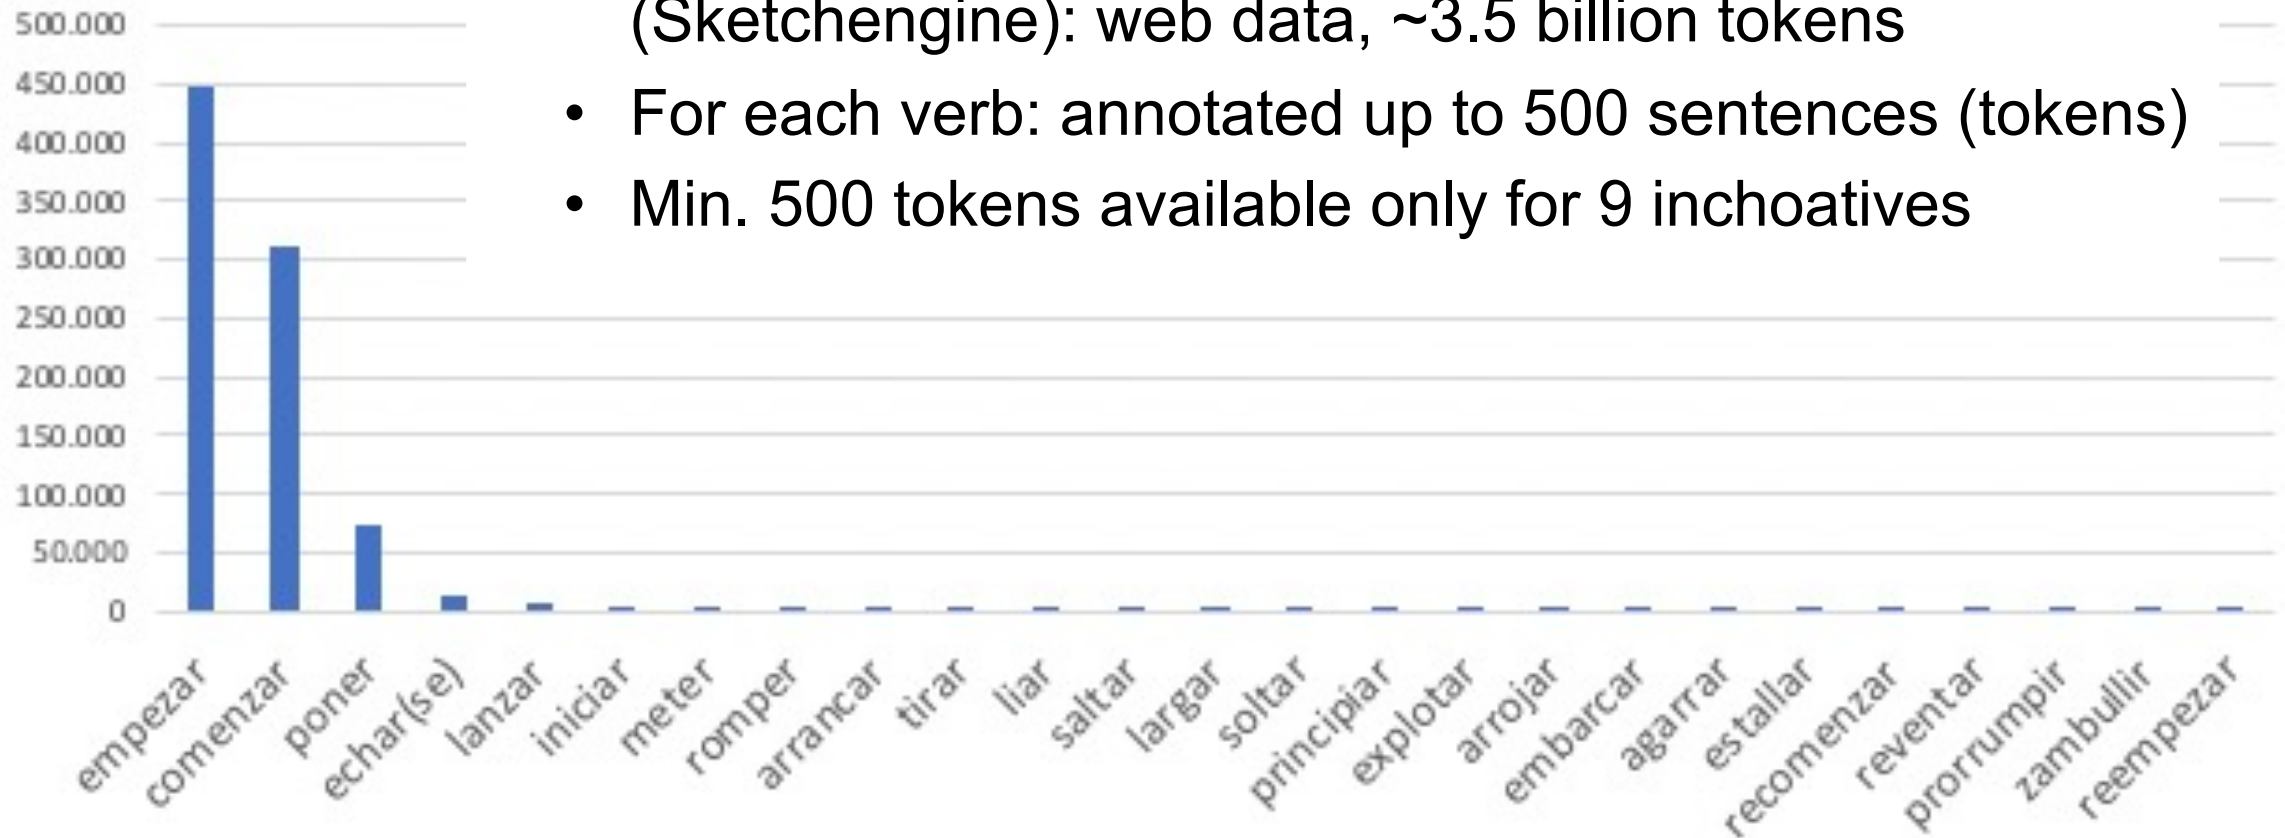 (Sketchengine): web data, ~3.5 billion tokens
• For each verb: annotated up to 500 sentences (tokens)
• Min. 500 tokens available only for 9 inchoatives
500.000
450.000
400.000
350.000
300.000
250.000
200.000
150.000
100.000
50.000
0
empezar
comenzar
poner
echar(se)
lanzar
iniciar
meter
romper
arrancar
tirar
liar
saltar
largar
soltar
principiar
explotar
arrojar
embarcar
agarrar
estallar
recomenzar
reventar
prorrumpir
zambullir
reempezar